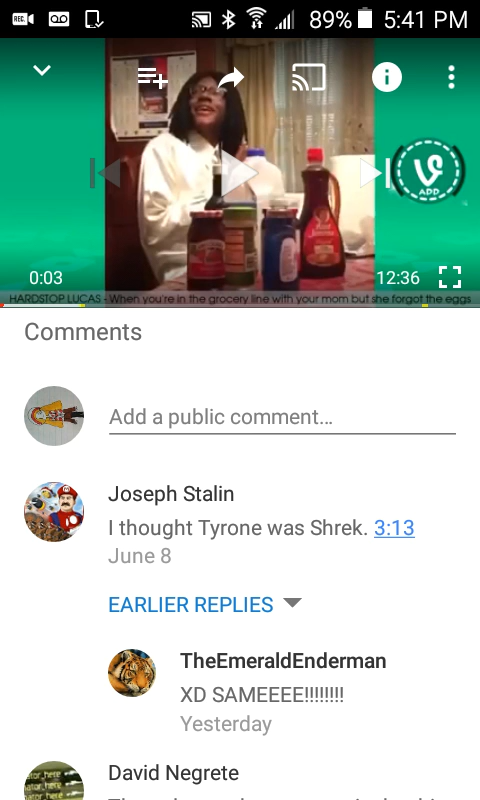 REC.
89% 5:41 PM
APP
0:03
12:36
HARDSTOP LUCAS - When you're in the grocery line with your mom but she forgot the eggs
Comments
Add a public comment...
Joseph Stalin
I thought Tyrone was Shrek. 3:13
June 8
EARLIER REPLIES
TheEmeraldEnderman
XD SAMEEEE!!!!!!!!
Yesterday
David Negrete